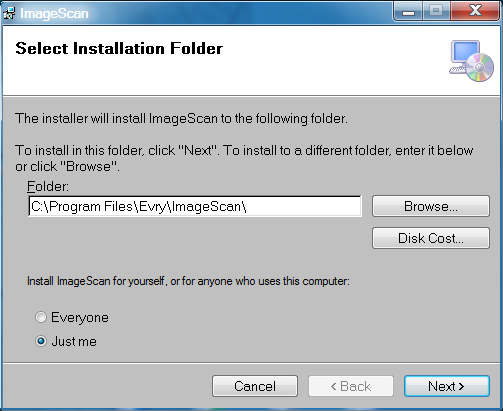 ImageScan
Select Installation Folder
The installer will install ImageScan to the following folder.
To install in this folder, click "Next". To install to a different folder, enter it below
or click "Browse".
Folder:
C:\Program Files\Evry\ImageScan\
Browse...
Disk Cost...
Install ImageScan for yourself, or for anyone who uses this computer:
Everyone
Just me
Cancel
< Back
Next >